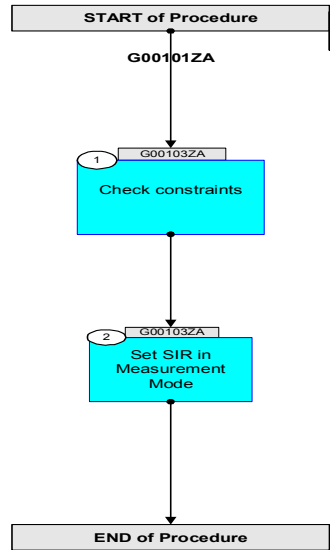 START of Procedure
G00101ZA
G00103ZA
1
Check constraints
G00103ZA
2
Set SIR in
Measurement
Mode
END of Procedure